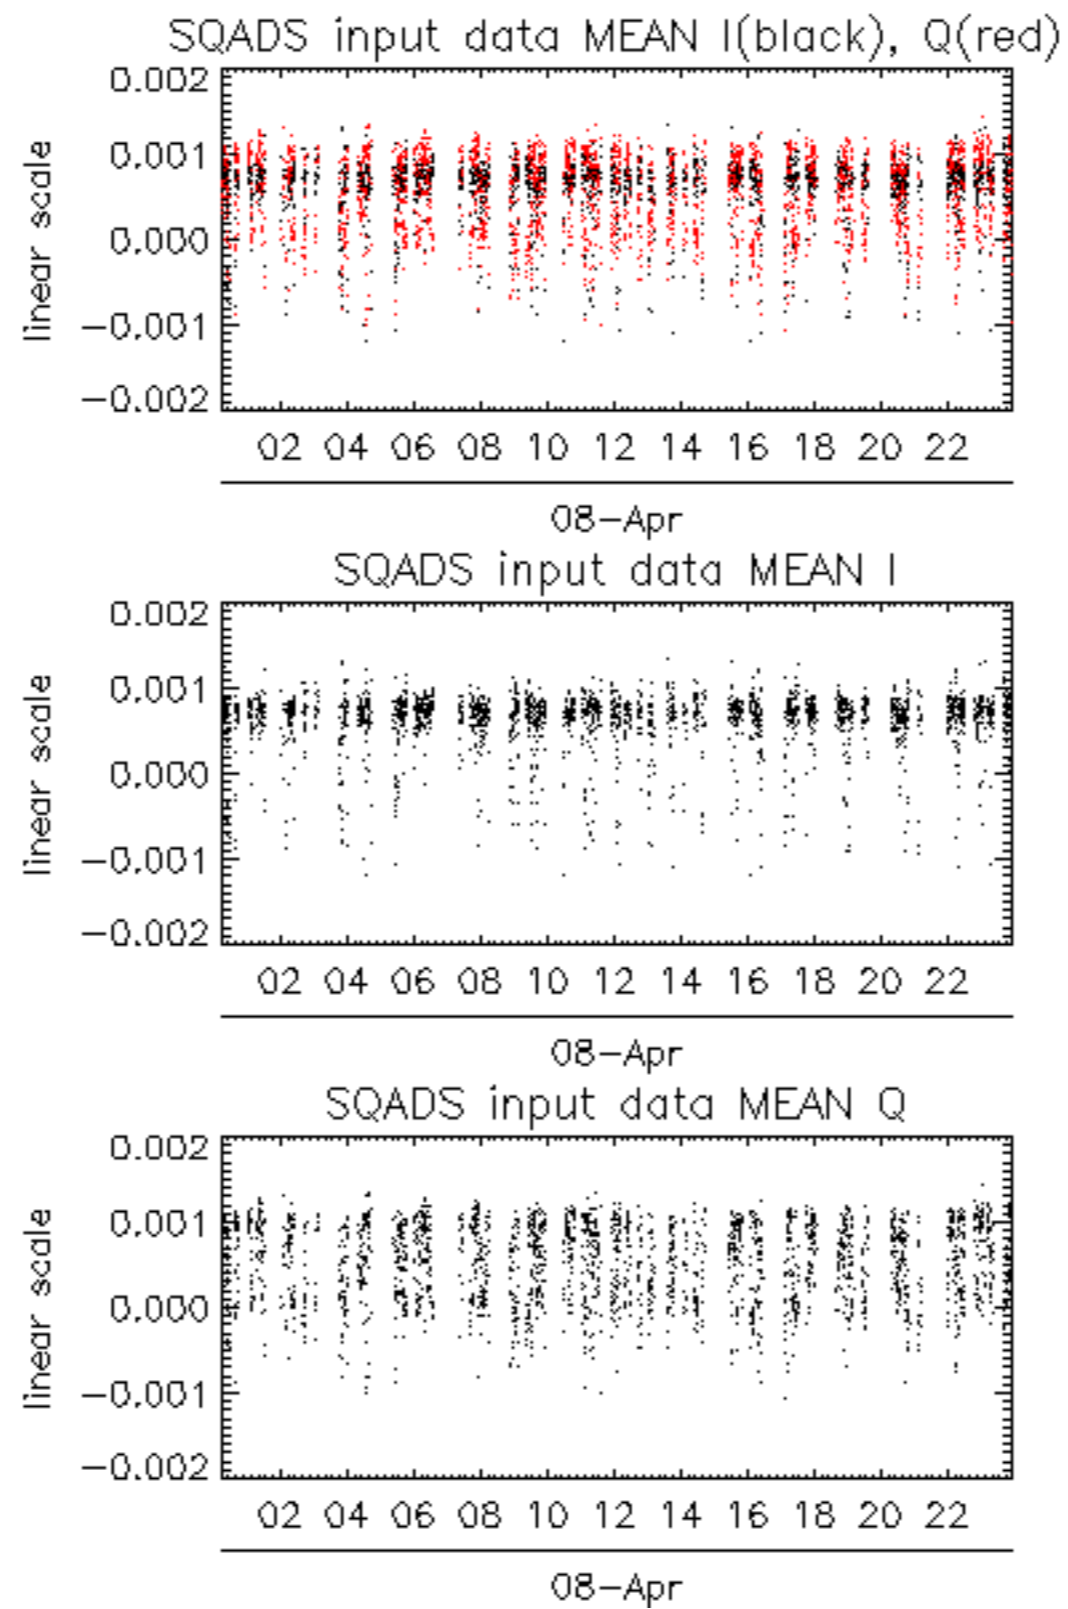 SQADS input data MEAN I(black), Q(red)
0.002
0.001
0.000
−0.001
−0.002
linear scale
02 04 06 08 10 12 14 16 18 20 22
08−Apr
SQADS input data MEAN I
0.002
0.001
0.000
−0.001
−0.002
linear scale
02 04 06 08 10 12 14 16 18 20 22
08−Apr
SQADS input data MEAN Q
0.002
0.001
0.000
−0.001
−0.002
linear scale
02 04 06 08 10 12 14 16 18 20 22
08−Apr